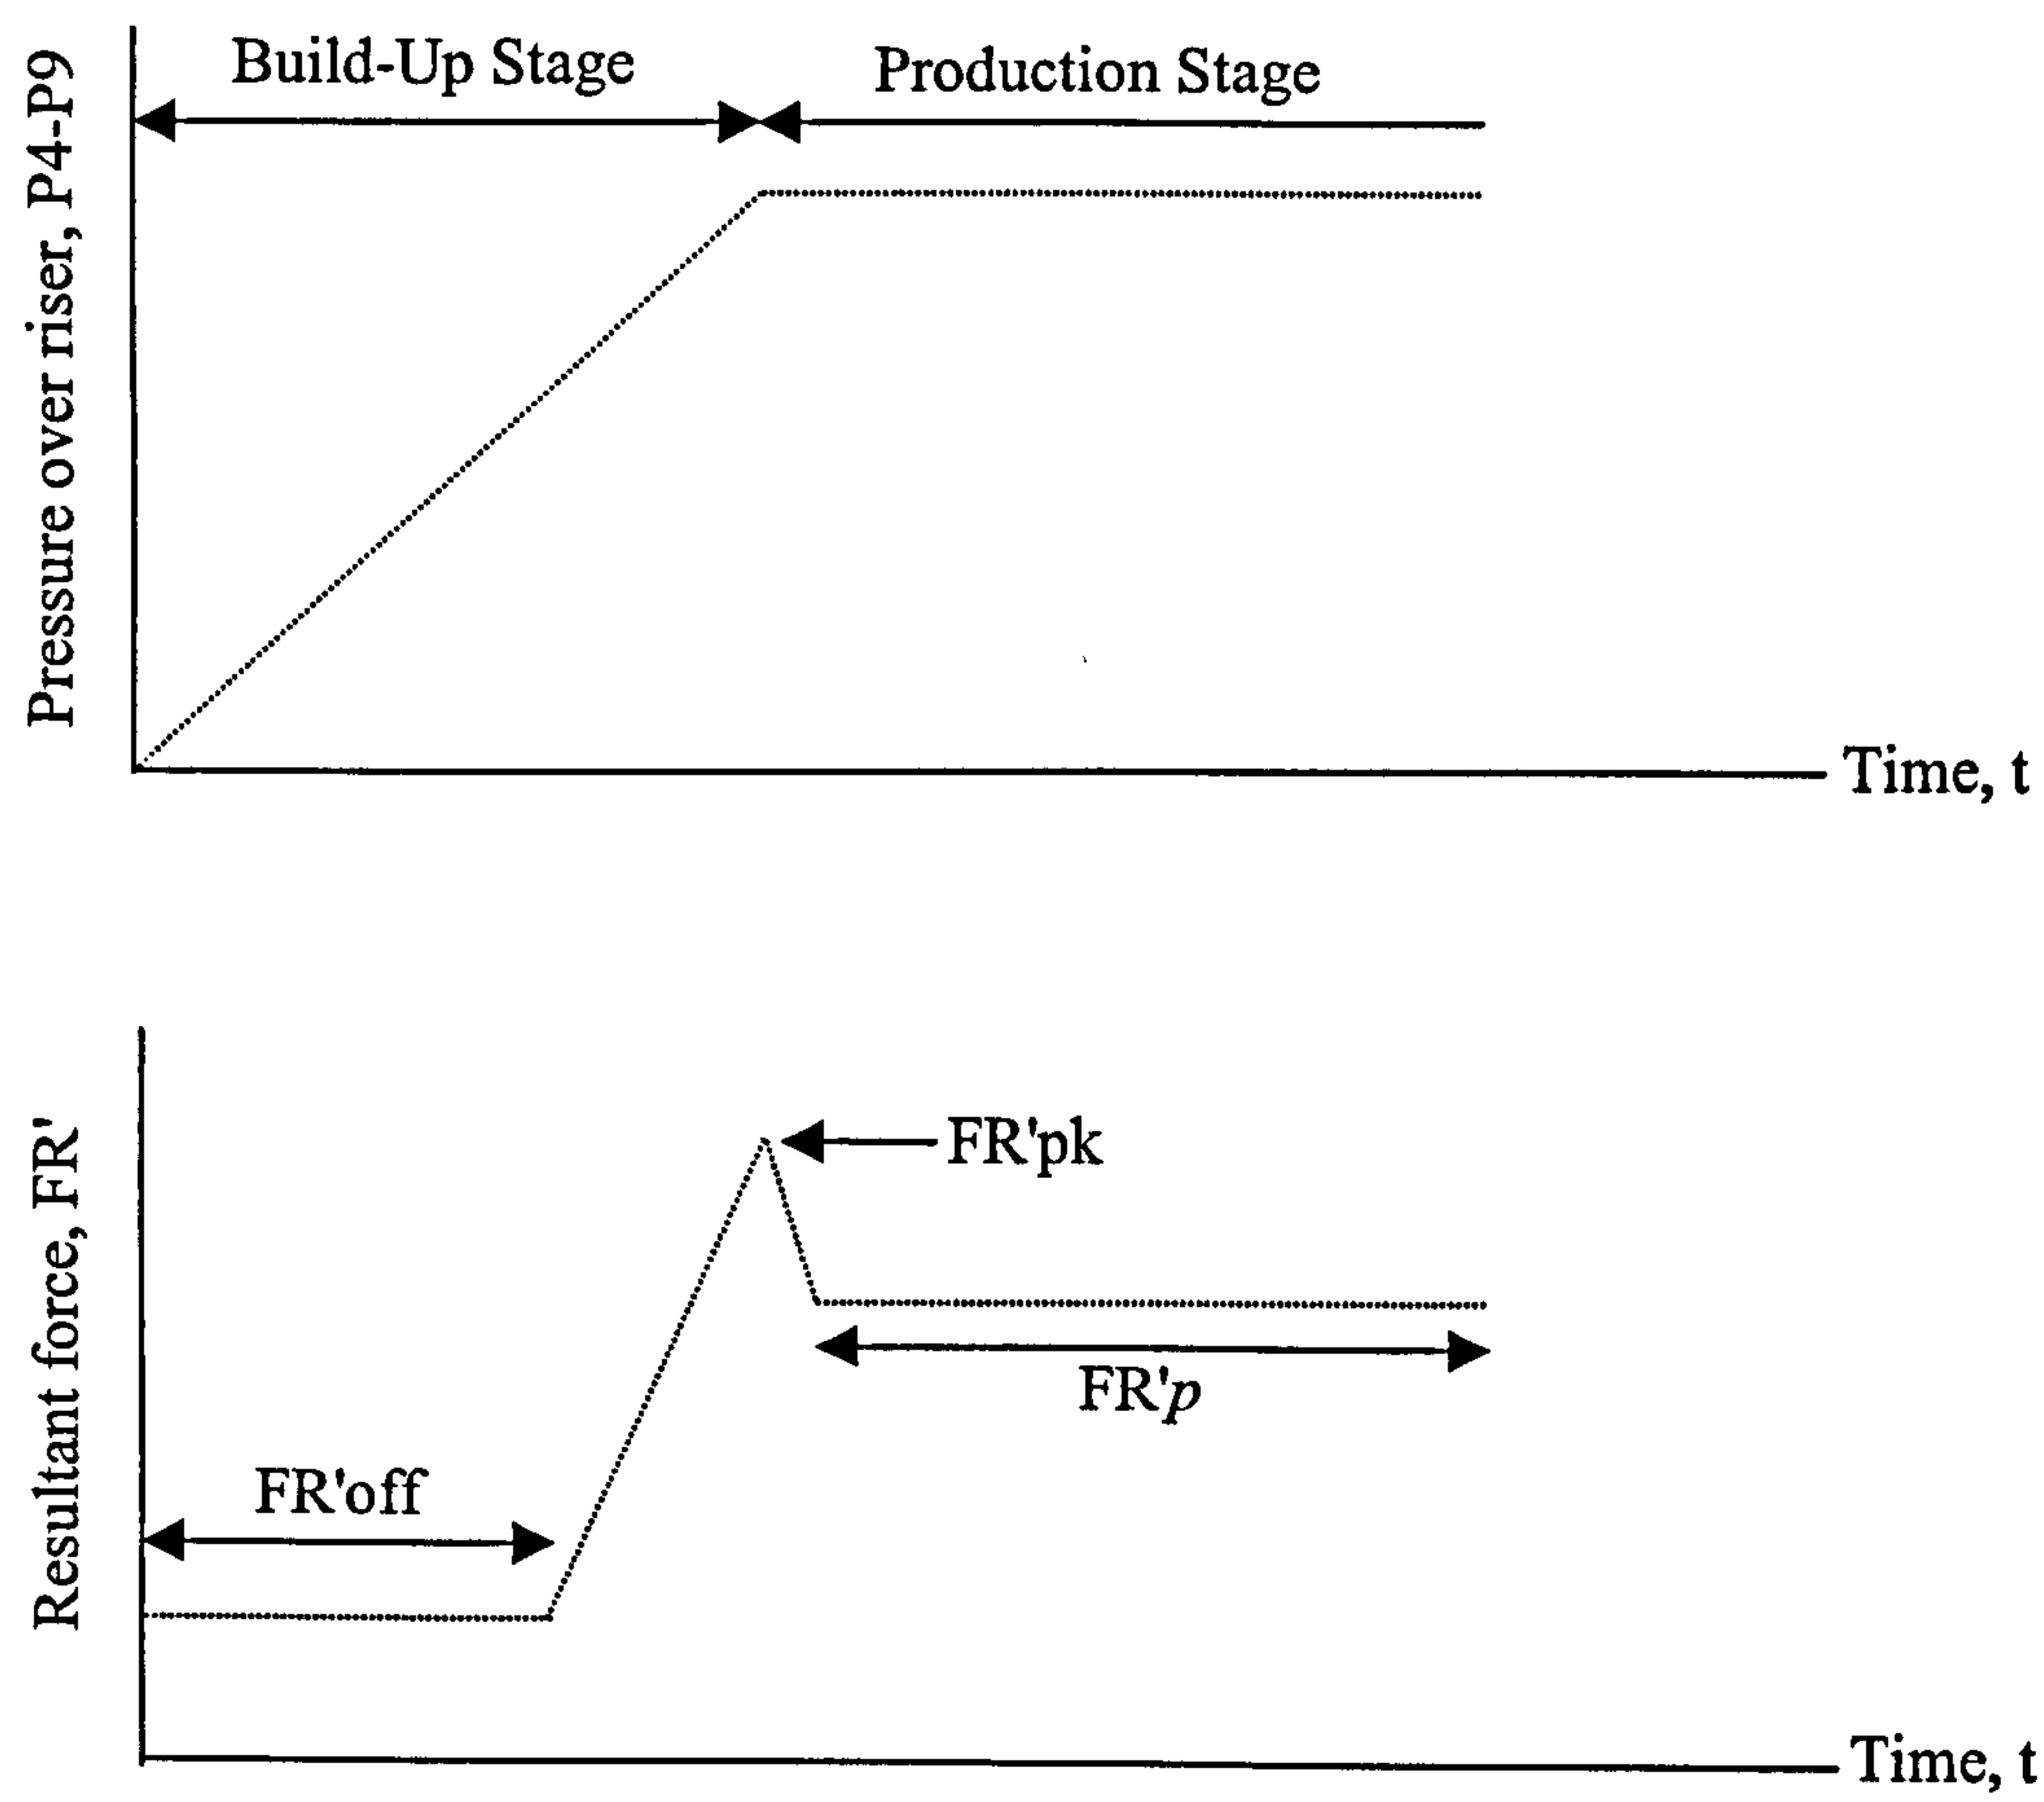 Build-Up Stage
Production Stage
Pressure over riser, P4-P9
Time, t
FR'pk
FR'p
FR'off
Resultant force, FR'
Time, t